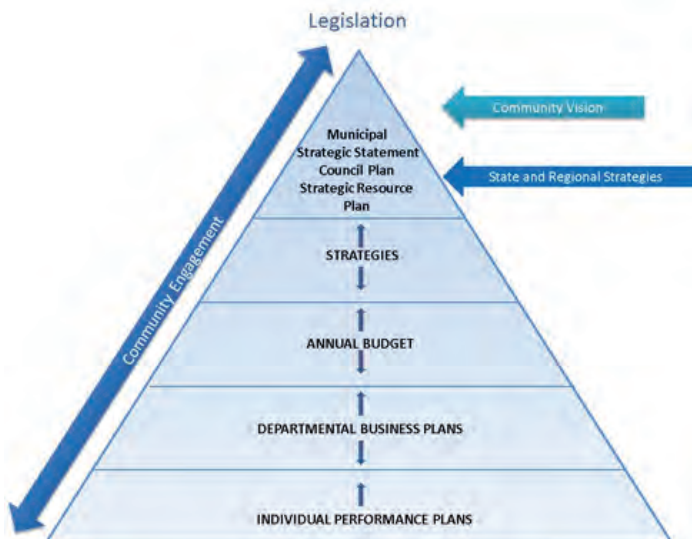 Legislation
Community Vision
Municipal
Strategic Statement
Council Plan
Strategic Resource
Plan
State and Regional Strategies
Community Engagement
STRATEGIES
ANNUAL BUDGET
DEPARTMENTAL BUSINESS PLANS
INDIVIDUAL PERFORMANCE PLANS